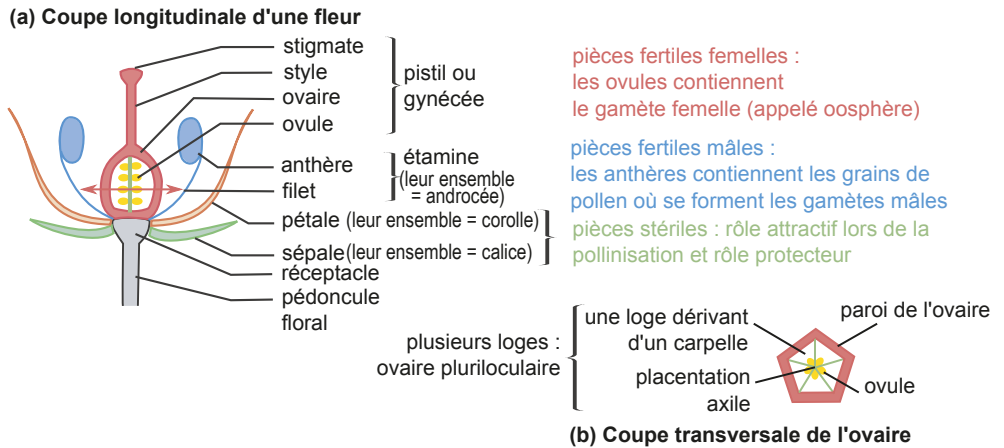 (a) Coupe longitudinale d'une fleur
stigmate
style
ovaire
ovule
pistil ou
gynécée
pièces fertiles femelles :
les ovules contiennent
le gamète femelle (appelé oosphère)
anthère
filet
étamine
(leur ensemble
= androcée)
pièces fertiles mâles :
les anthères contiennent les grains de
pollen où se forment les gamètes mâles
pétale (leur ensemble = corolle)
sépale (leur ensemble = calice)
pièces stériles : rôle attractif lors de la
pollinisation et rôle protecteur
réceptacle
pédoncule
floral
plusieurs loges :
ovaire pluriloculaire
une loge dérivant
d'un carpelle
placentation
axile
paroi de l'ovaire
ovule
(b) Coupe transversale de l'ovaire